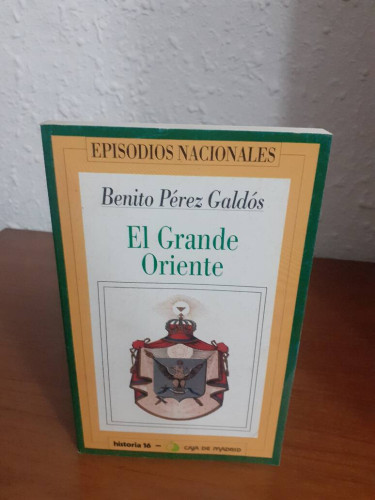 EPISODIOS NACIONALES
Benito Pérez Galdós
El Grande
Oriente
historia 16 – CAJA DE MADRID